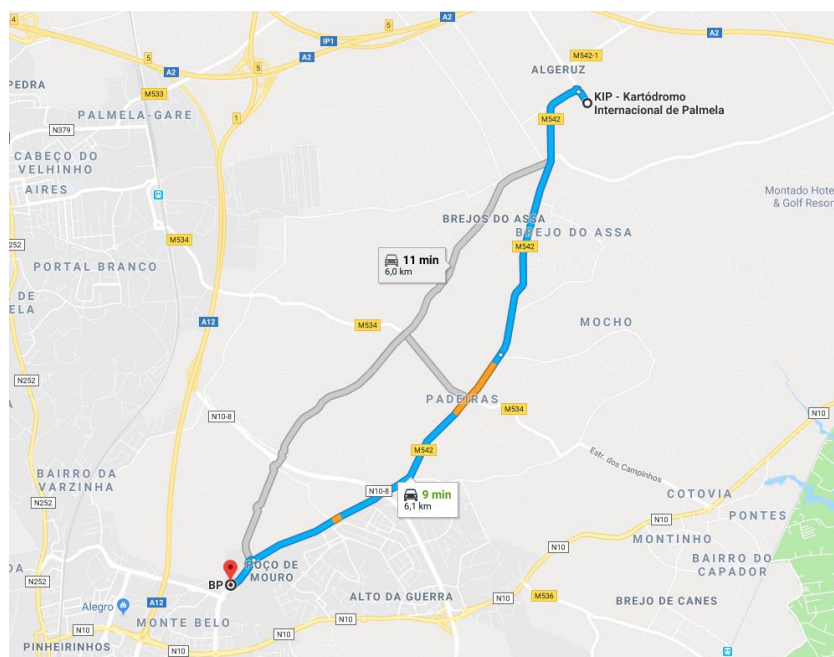 4
5
IP1
A2
A2
A2
5
5
M542-1
ALGERUZ
PEDRA
M533
KIP - Kartódromo
Internacional de Palmela
PALMELA-GARE
1
M542
N379
CABEÇO DO
VELHINHO
AIRES
Montado Hote
& Golf Resor
BREJOS DO ASSA
BREJO DO ASSA
M534
252
M542
11 min
6,0 km
PORTAL BRANCO
DE
ELA
A12
M534
MOCHO
PADEIRAS
M534
N252
N10-8
N10
M542
Estr. dos Campinhos
BAIRRO DA
VARZINHA
N10-8
9 min
6,1 km
COTOVIA
N252
PONTES
N10
MONTINHO
N10
BAIRRO DO
CAPADOR
DA
N252
POÇO DE
MOURO
BP
ALTO DA GUERRA
N10
M536
BREJO DE CANES
Alegro
A12
MONTE BELO
N10
N10
PINHEIRINHOS
N10